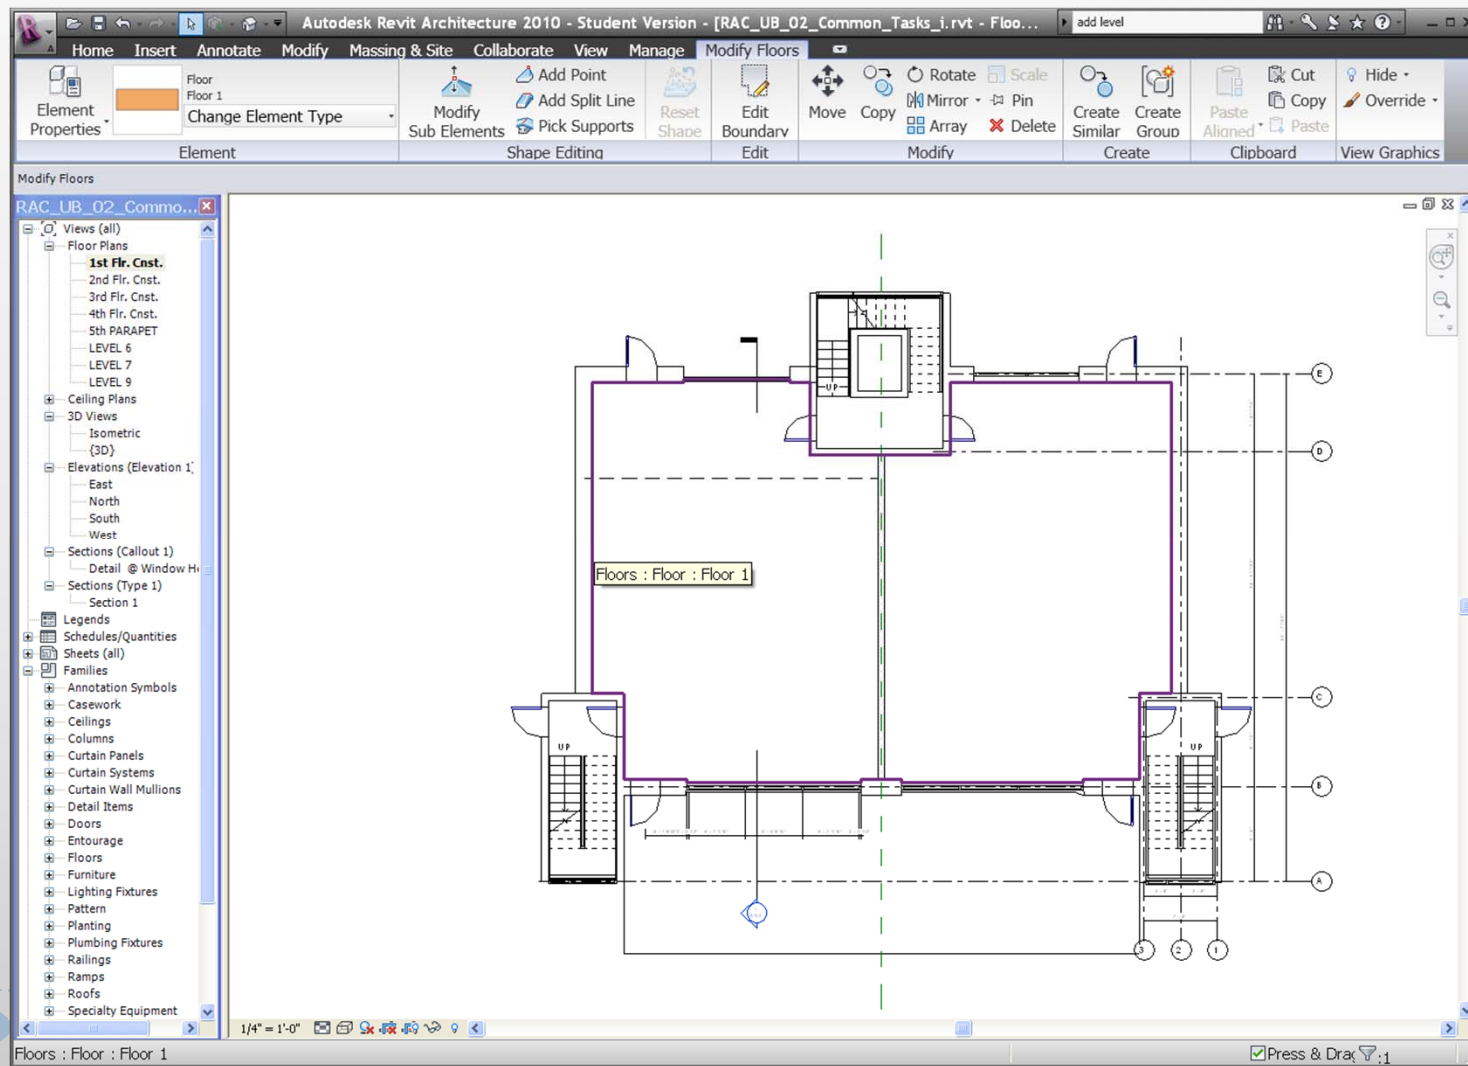 Autodesk Revit Architecture 2010 - Student Version - [RAC_UB_02_Common_Tasks_i.rvt - Floo...
add level
Home Insert Annotate Modify Massing & Site Collaborate View Manage Modify Floors
Element
Properties
Floor
Floor 1
Change Element Type
Modify
Sub Elements
Add Point
Add Split Line
Pick Supports
Reset
Shape
Edit
Boundary
Move
Copy
Rotate
Scale
Mirror
Pin
Array
Delete
Create
Similar
Create
Group
Paste
Aligned
Cut
Copy
Paste
Hide
Override
Element Shape Editing Edit Modify Create Clipboard View Graphics
Modify Floors
RAC_UB_02_Commo...
Views (all)
Floor Plans
1st Flr. Cnst.
2nd Flr. Cnst.
3rd Flr. Cnst.
4th Flr. Cnst.
5th PARAPET
LEVEL 6
LEVEL 7
LEVEL 9
Ceiling Plans
3D Views
Isometric
{3D}
Elevations (Elevation 1)
East
North
South
West
Sections (Callout 1)
Detail @ Window H
Sections (Type 1)
Section 1
Legends
Schedules/Quantities
Sheets (all)
Families
Annotation Symbols
Casework
Ceilings
Columns
Curtain Panels
Curtain Systems
Curtain Wall Mullions
Detail Items
Doors
Entourage
Floors
Furniture
Lighting Fixtures
Pattern
Planting
Plumbing Fixtures
Railings
Ramps
Roofs
Specialty Equipment
UP
E
D
Floors : Floor : Floor 1
C
UP
UP
B
A
3 2 1
1/4" = 1'-0"
Floors : Floor : Floor 1
Press & Drag
:1